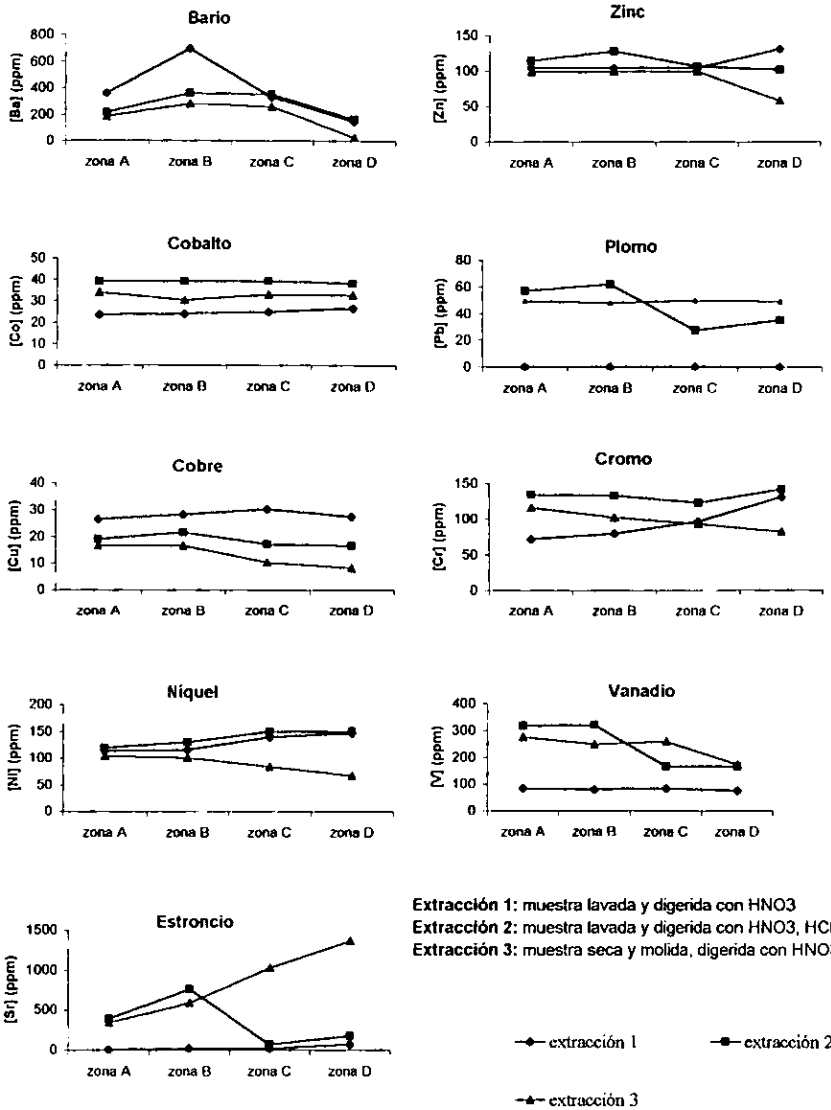 Bario
800
600
400
200
0
[Ba] (ppm)
zona A zona B zona C zona D
Zinc
150
100
50
0
[Zn] (ppm)
zona A zona B zona C zona D
Cobalto
50
40
30
20
10
0
[Co] (ppm)
zona A zona B zona C zona D
Plomo
80
60
40
20
0
[Pb] (ppm)
zona A zona B zona C zona D
Cobre
40
30
20
10
0
[Cu] (ppm)
zona A zona B zona C zona D
Cromo
150
100
50
0
[Cr] (ppm)
zona A zona B zona C zona D
Níquel
200
150
100
50
0
[Ni] (ppm)
zona A zona B zona C zona D
Vanadio
400
300
200
100
0
[V] (ppm)
zona A zona B zona C zona D
Estroncio
1500
1000
500
0
[Sr] (ppm)
zona A zona B zona C zona D
Extracción 1: muestra lavada y digerida con HNO3
Extracción 2: muestra lavada y digerida con HNO3, HCl
Extracción 3: muestra seca y molida, digerida con HNO3
extracción 1 extracción 2
extracción 3